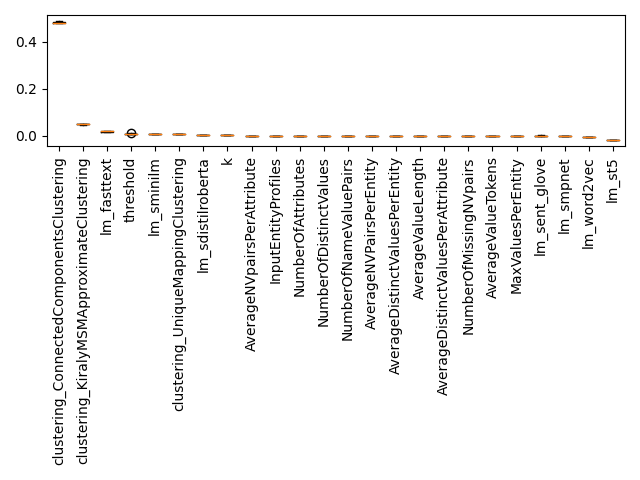 0.4
0.2
0.0
clustering_ConnectedComponentsClustering
clustering_KiralyMSMApproximateClustering
lm_fasttext
threshold
lm_sminilm
clustering_UniqueMappingClustering
lm_sdistilroberta
k
AverageNVpairsPerAttribute
InputEntityProfiles
NumberOfAttributes
NumberOfDistinctValues
NumberOfNameValuePairs
AverageNVPairsPerEntity
AverageDistinctValuesPerEntity
AverageValueLength
AverageDistinctValuesPerAttribute
NumberOfMissingNVpairs
AverageValueTokens
MaxValuesPerEntity
lm_sent_glove
lm_smpnet
lm_word2vec
lm_st5